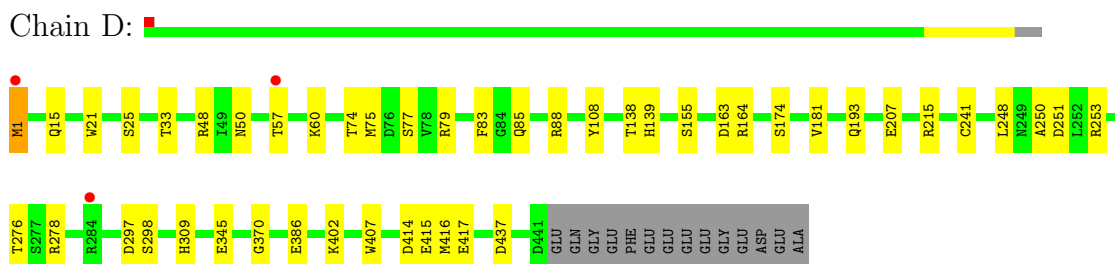 Chain D:
M1 Q15 W21 S25 T33 R48 I49 N50 T57 K60 T74 M75 D76 S77 V78 R79 F83 G84 Q85 R88 Y108 T138 H139 S155 D163 R164 S174 V181 Q193 E207 R215 C241 L248 N249 A250 D251 L252 R253
T276 S277 R278 R284 D297 S298 H309 E345 G370 E386 K402 W407 D414 E415 M416 E417 D437 D441 GLU GLN GLY GLU PHE GLU GLU GLU GLU GLY GLU ASP GLU ALA